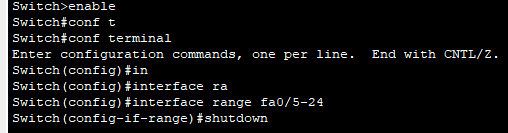 Switch>enable
Switch#conf t
Switch#conf terminal
Enter configuration commands, one per line.  End with CNTL/Z.
Switch(config)#in
Switch(config)#interface ra
Switch(config)#interface range fa0/5-24
Switch(config-if-range)#shutdown